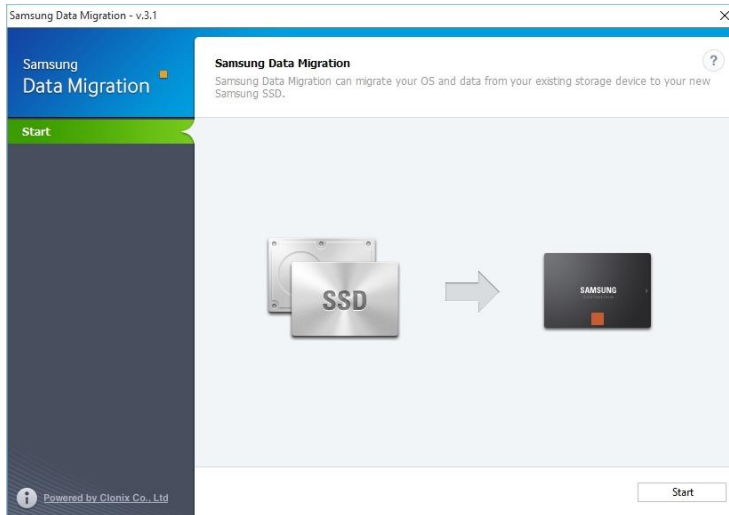 Samsung Data Migration - v.3.1
Samsung
Data Migration
Samsung Data Migration
?
Samsung Data Migration can migrate your OS and data from your existing storage device to your new
Samsung SSD.
Start
SSD
SAMSUNG
Powered by Clonix Co., Ltd
Start